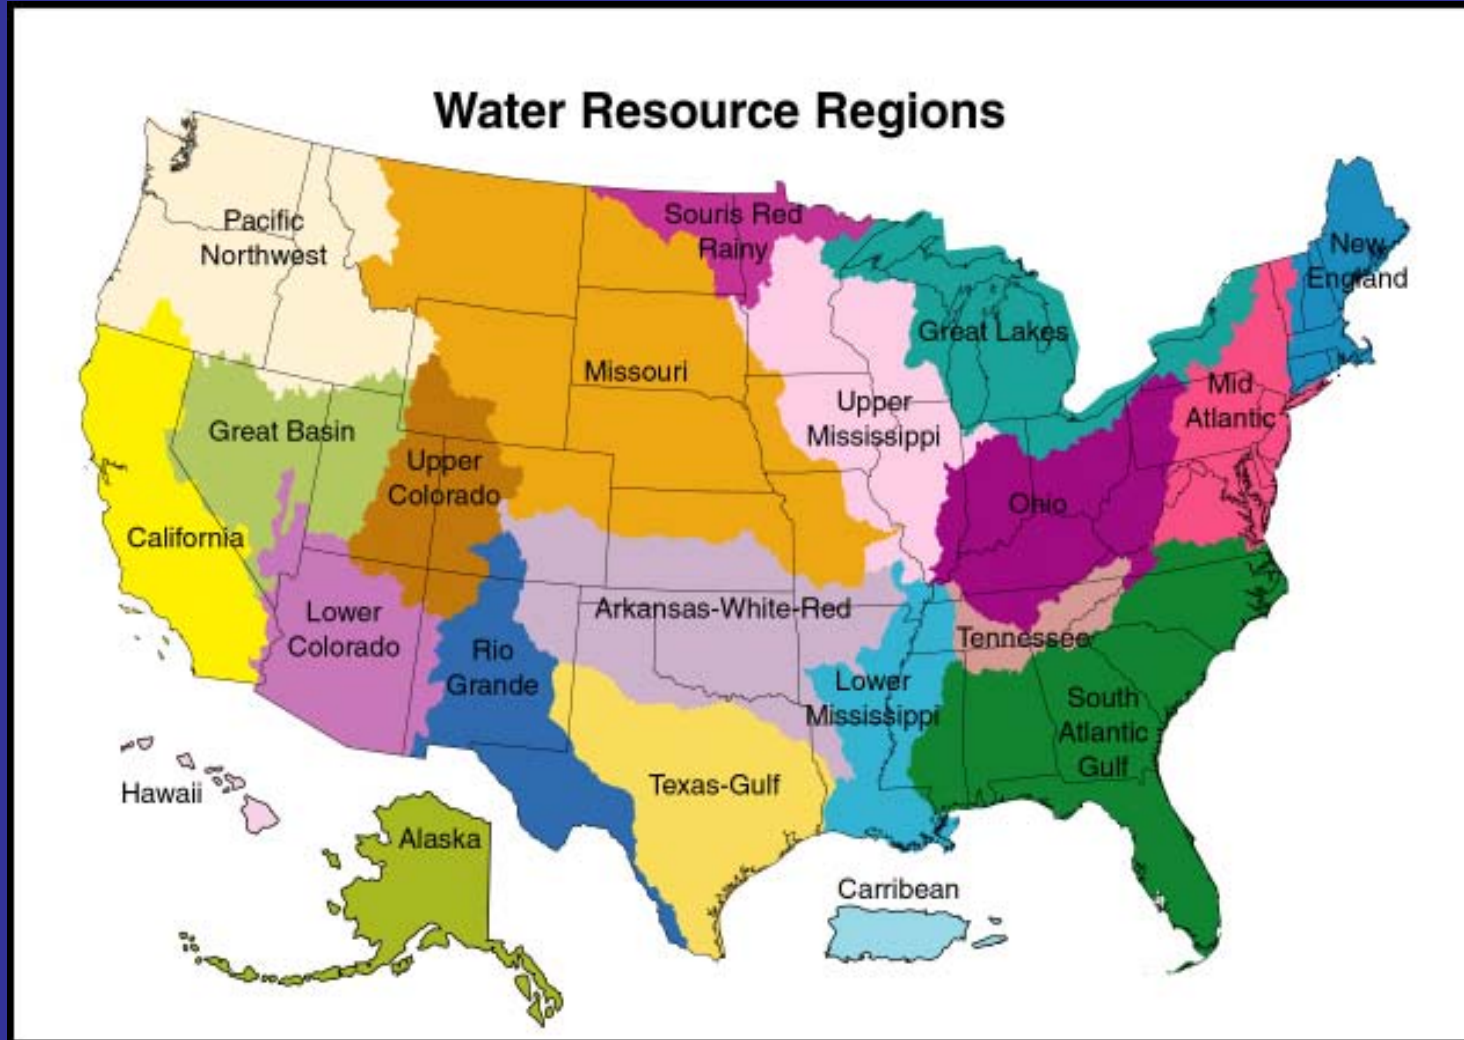 Water Resource Regions
Pacific
Northwest
Souris Red
Rainy
New
England
Great Lakes
Missouri
Upper
Mississippi
Mid
Atlantic
Great Basin
Upper
Colorado
Ohio
California
Lower
Colorado
Arkansas-White-Red
Tennessee
Rio
Grande
Lower
Mississippi
South
Atlantic
Gulf
Texas-Gulf
Hawaii
Alaska
Carribean